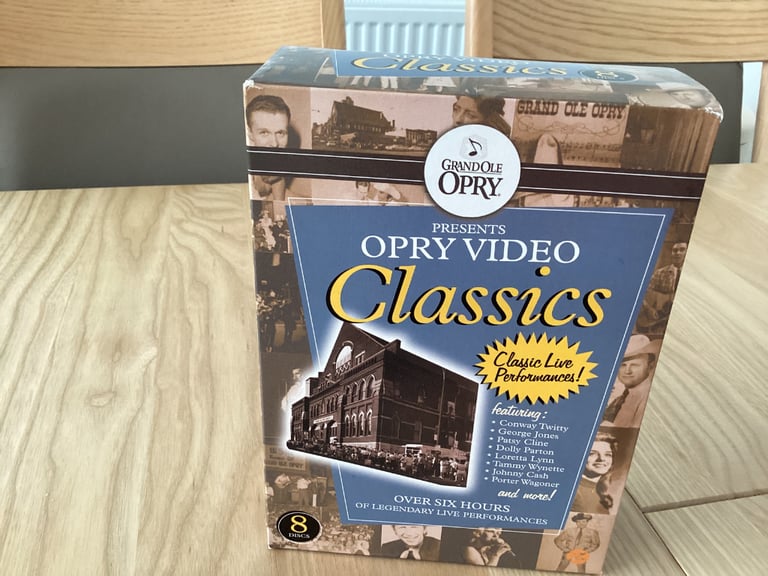 Classics
8
DISCS
GRAND OLE OPRY
GRAND OLE
OPRY
PRESENTS
OPRY VIDEO
Classics
Classic Live
Performances!
featuring:
• Conway Twitty
• George Jones
• Patsy Cline
• Dolly Parton
• Loretta Lynn
• Tammy Wynette
• Johnny Cash
• Porter Wagoner
and more!
OVER SIX HOURS
OF LEGENDARY LIVE PERFORMANCES
8
DISCS